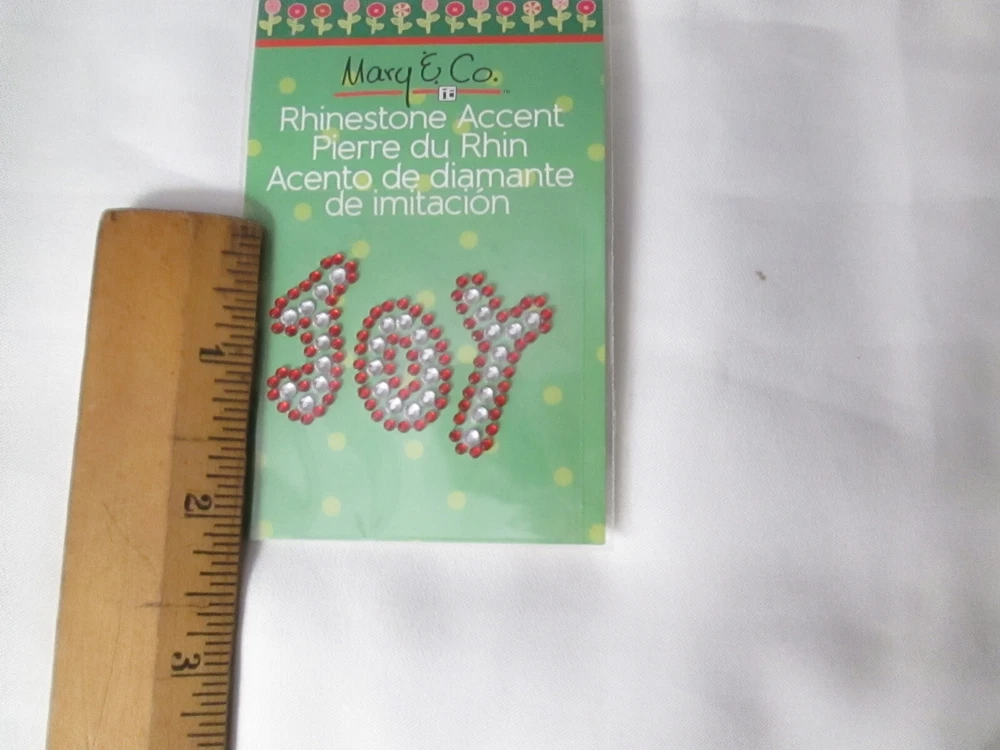 Mary & Co.
Rhinestone Accent
Pierre du Rhin
Acento de diamante
de imitación
JOY
1
2
3